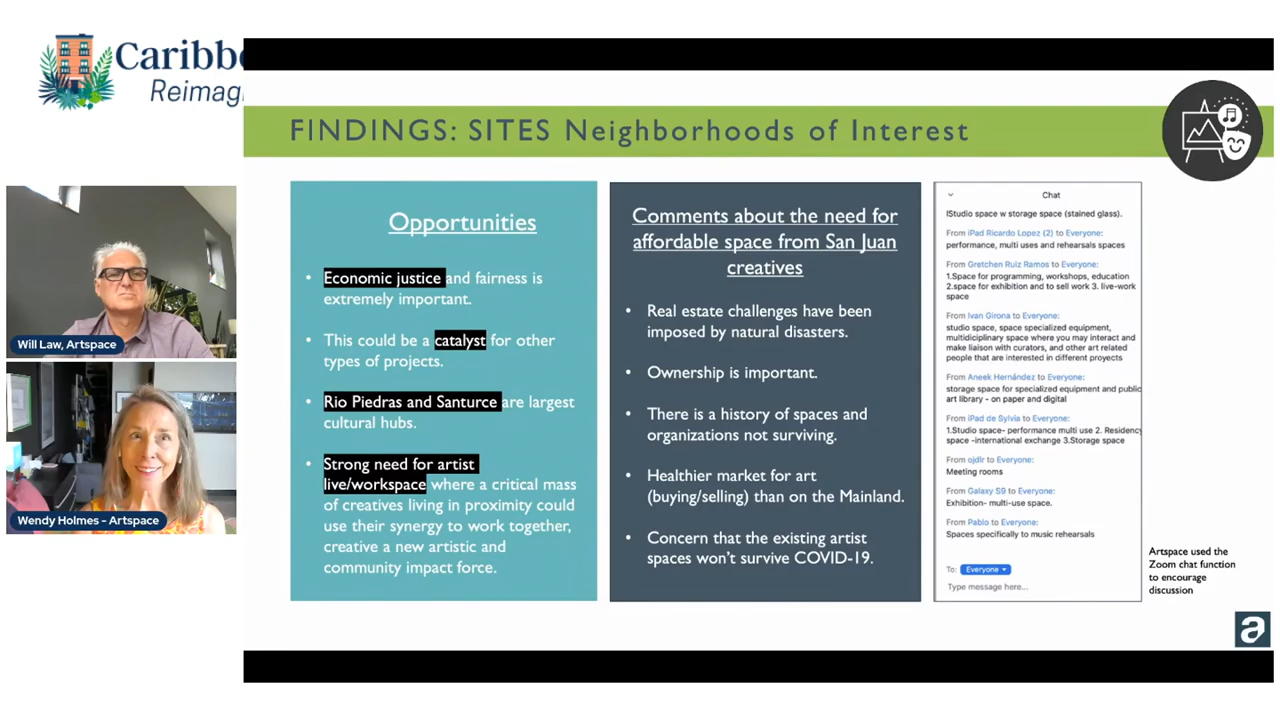 Caribbe
Reimag
FINDINGS: SITES Neighborhoods of Interest
Will Law, Artspace
Wendy Holmes - Artspace
Opportunities
• Economic justice and fairness is
extremely important.
• This could be a catalyst for other
types of projects.
• Rio Piedras and Santurce are largest
cultural hubs.
• Strong need for artist
live/workspace where a critical mass
of creatives living in proximity could
use their synergy to work together,
creative a new artistic and
community impact force.
Comments about the need for
affordable space from San Juan
creatives
• Real estate challenges have been
imposed by natural disasters.
• Ownership is important.
• There is a history of spaces and
organizations not surviving.
• Healthier market for art
(buying/selling) than on the Mainland.
• Concern that the existing artist
spaces won't survive COVID-19.
Chat
lStudio space w storage space (stained glass).
From iPad Ricardo Lopez (2) to Everyone:
performance, multi uses and rehearsals spaces
From Gretchen Ruiz Ramos to Everyone:
1.Space for programming, workshops, education
2.space for exhibition and to sell work 3. live-work
space
From Ivan Girona to Everyone:
studio space, space specialized equipment,
multidiciplinary space where you may interact and
make liaison with curators, and other art related
people that are interested in different proyects
From Aneek Hernández to Everyone:
storage space for specialized equipment and public
art library - on paper and digital
From iPad de Sylvia to Everyone:
1.Studio space- performance multi use 2. Residency
space -international exchange 3.Storage space
From ojdlr to Everyone:
Meeting rooms
From Galaxy S9 to Everyone:
Exhibition- multi-use space.
From Pablo to Everyone:
Spaces specifically to music rehearsals
To: Everyone
Type message here...
Artspace used the
Zoom chat function
to encourage
discussion
a